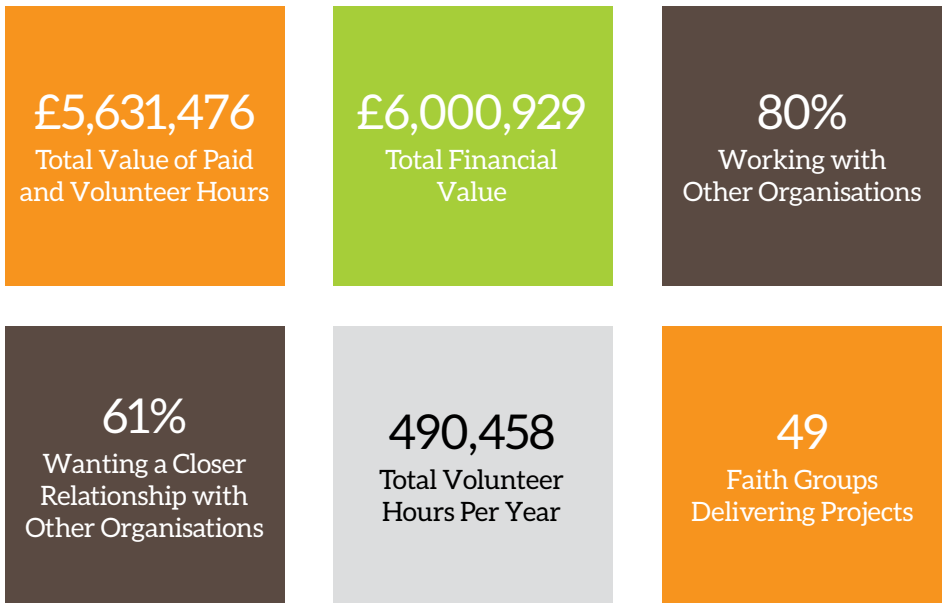 £5,631,476
Total Value of Paid
and Volunteer Hours
£6,000,929
Total Financial
Value
80%
Working with
Other Organisations
61%
Wanting a Closer
Relationship with
Other Organisations
490,458
Total Volunteer
Hours Per Year
49
Faith Groups
Delivering Projects